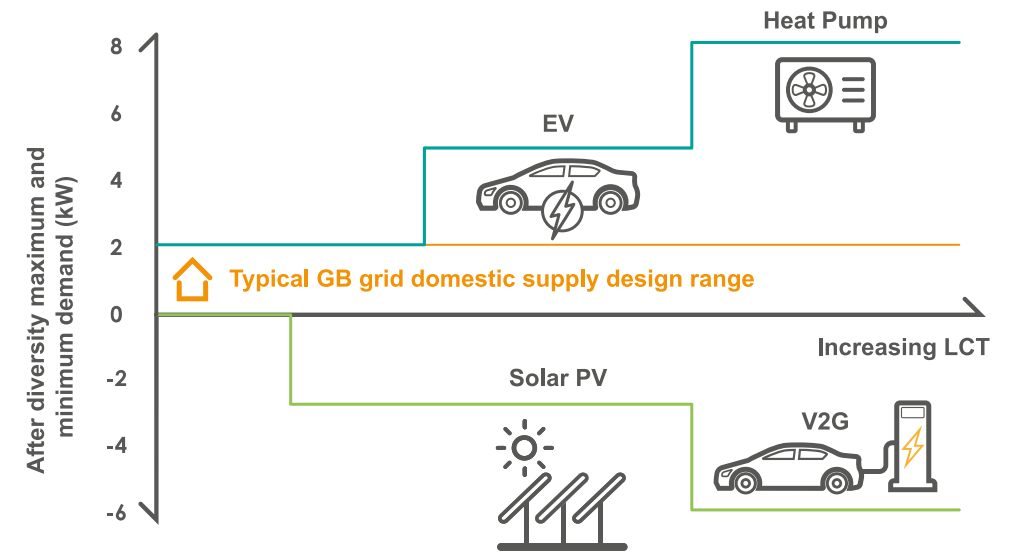 Heat Pump
8
6
EV
4
2
Typical GB grid domestic supply design range
0
Increasing LCT
-2
Solar PV
V2G
-4
-6
After diversity maximum and
minimum demand (kW)